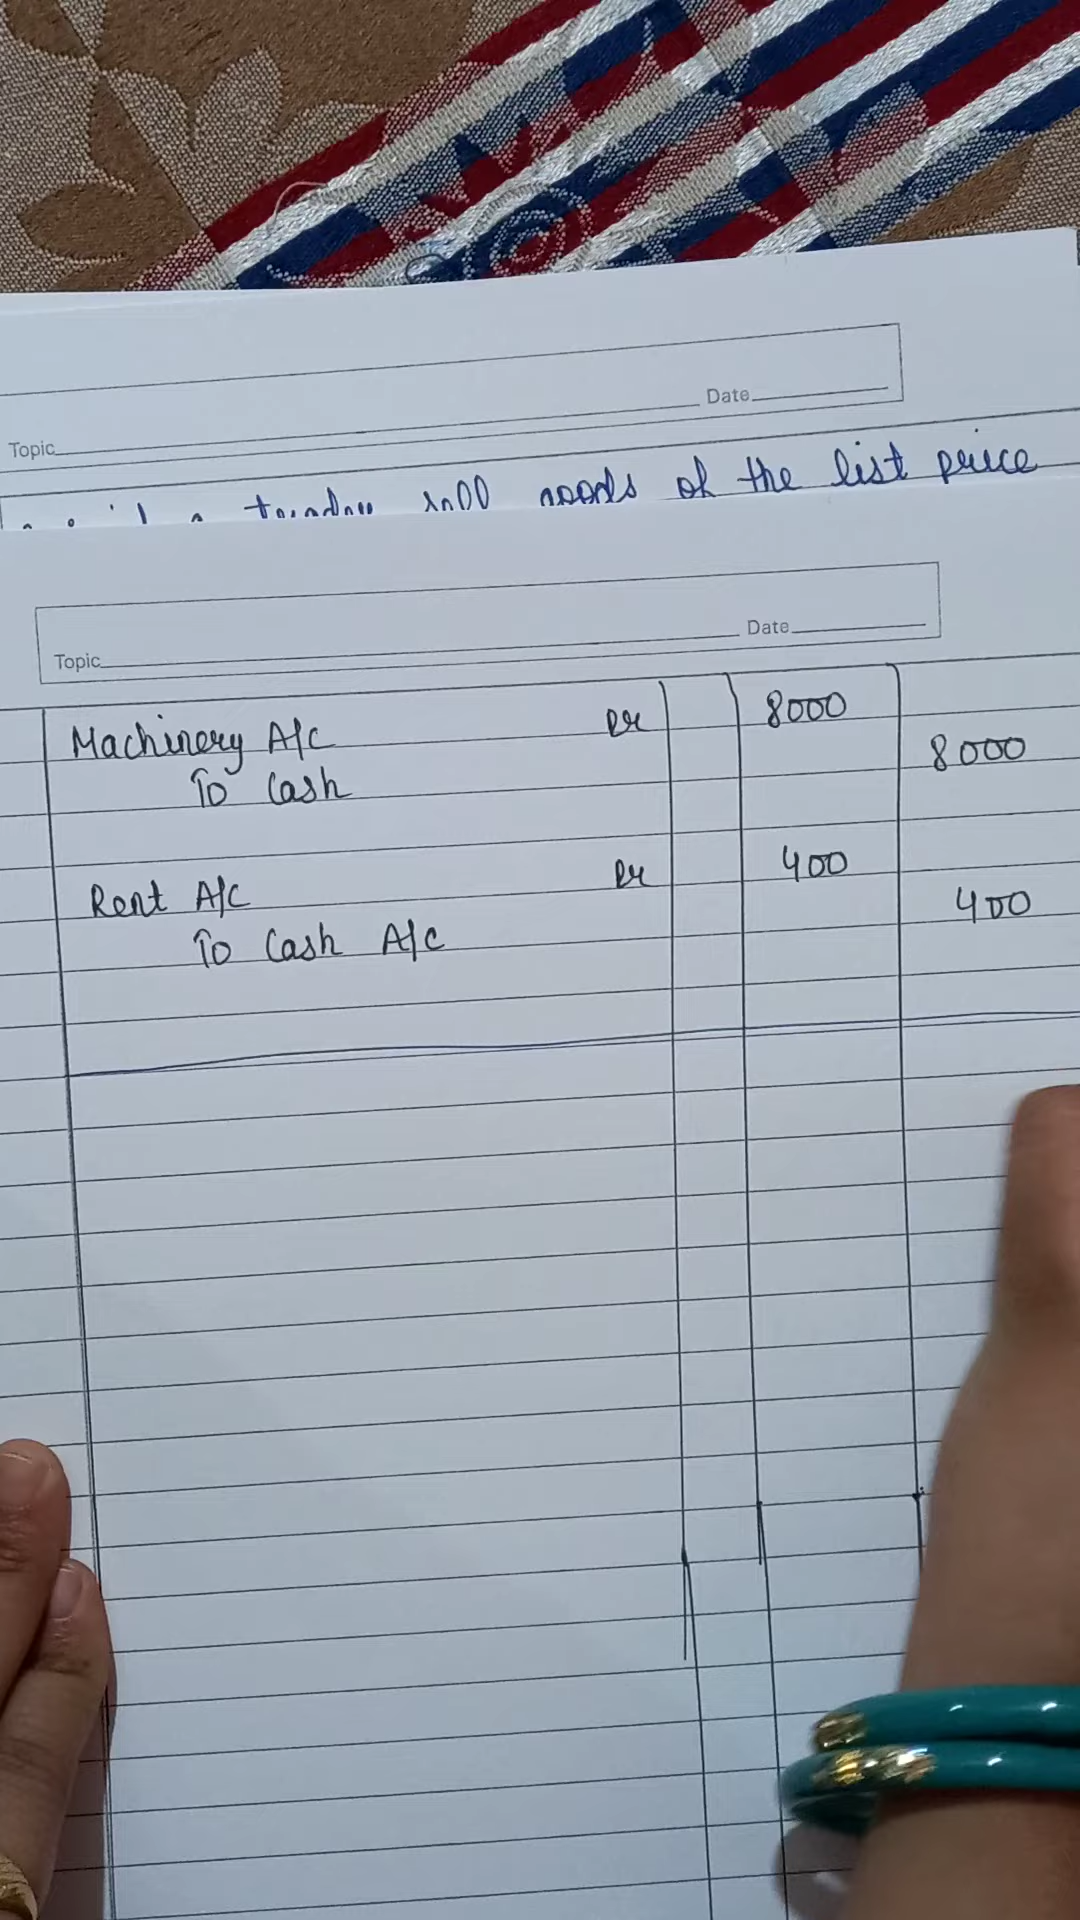 Date
Topic
goods of the list price
Date
Topic
Machinery A/c Dr 8000
To Cash 8000
Rent A/c Dr 400
To Cash A/c 400